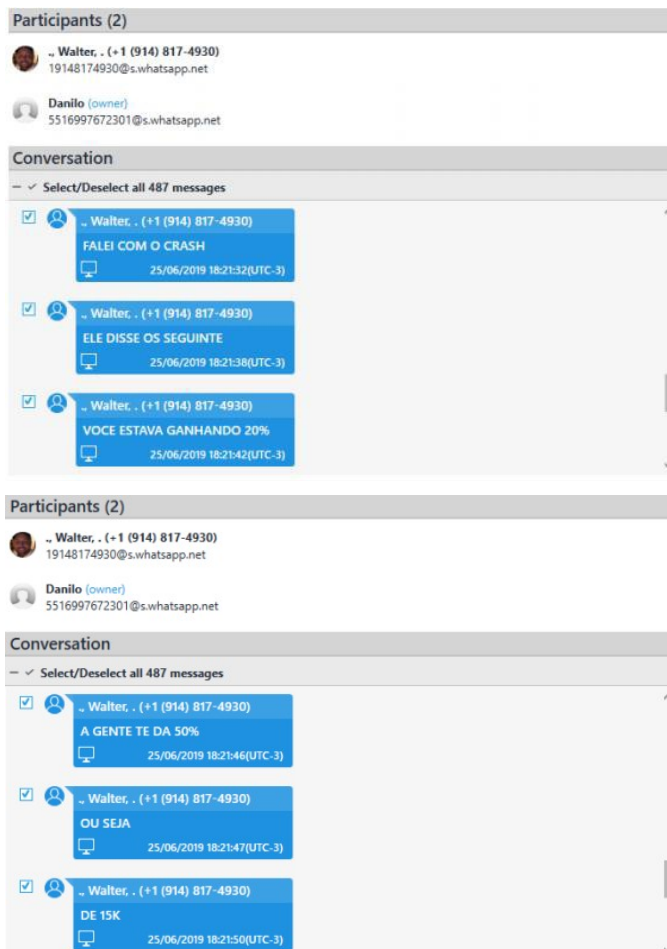 Participants (2)
., Walter, . (+1 (914) 817-4930)
19148174930@s.whatsapp.net
Danilo (owner)
5516997672301@s.whatsapp.net
Conversation
Select/Deselect all 487 messages
., Walter, . (+1 (914) 817-4930)
FALEI COM O CRASH
25/06/2019 18:21:32(UTC-3)
., Walter, . (+1 (914) 817-4930)
ELE DISSE OS SEGUINTE
25/06/2019 18:21:38(UTC-3)
., Walter, . (+1 (914) 817-4930)
VOCE ESTAVA GANHANDO 20%
25/06/2019 18:21:42(UTC-3)
Participants (2)
., Walter, . (+1 (914) 817-4930)
19148174930@s.whatsapp.net
Danilo (owner)
5516997672301@s.whatsapp.net
Conversation
Select/Deselect all 487 messages
., Walter, . (+1 (914) 817-4930)
A GENTE TE DA 50%
25/06/2019 18:21:46(UTC-3)
., Walter, . (+1 (914) 817-4930)
OU SEJA
25/06/2019 18:21:47(UTC-3)
., Walter, . (+1 (914) 817-4930)
DE 15K
25/06/2019 18:21:50(UTC-3)